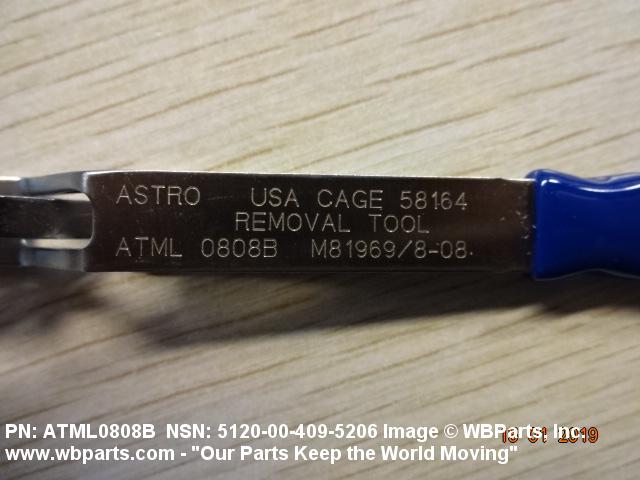 ASTRO USA CAGE 58164
REMOVAL TOOL
ATML 0808B M81969/8-08
PN: ATML0808B NSN: 5120-00-409-5206 Image © WBParts, Inc.
2019
www.wbparts.com - "Our Parts Keep the World Moving"